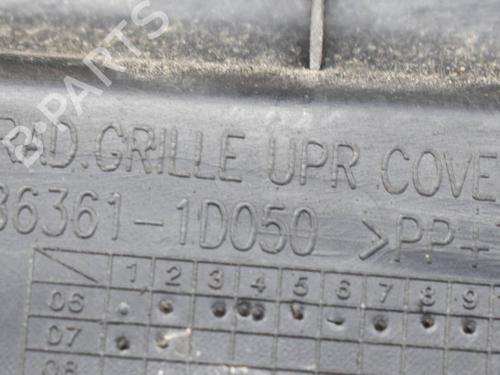 B-PARTS
RAD. GRILLE UPR COVE
86361-1D050 >PP+
1 2 3 4 5 6 7 8 9
06
07
08